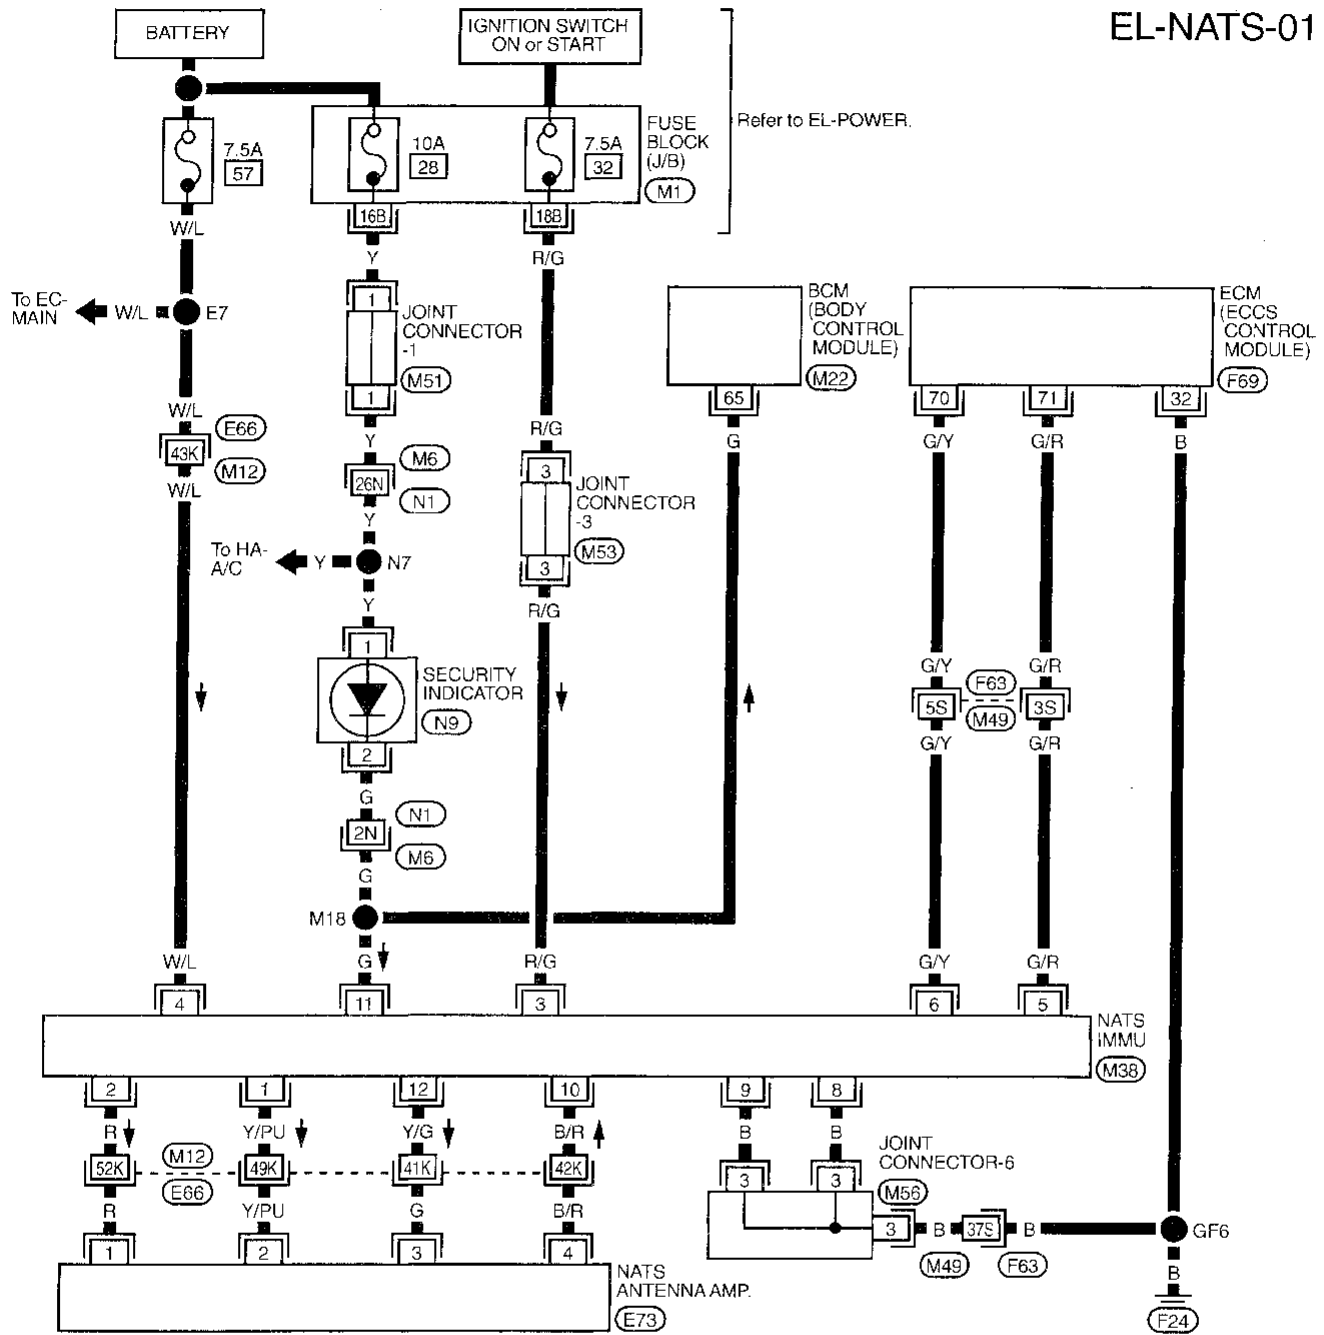 EL-NATS-01
BATTERY
IGNITION SWITCH
ON or START
7.5A
57
10A
28
7.5A
32
FUSE
BLOCK
(J/B)
M1
Refer to EL-POWER.
16B
18B
W/L
Y
R/G
To EC-
MAIN
W/L
E7
1
JOINT
CONNECTOR
-1
M51
1
BCM
(BODY
CONTROL
MODULE)
M22
65
ECM
(ECCS
CONTROL
MODULE)
F69
70
71
32
W/L
E66
43K
M12
W/L
Y
M6
26N
N1
Y
R/G
3
JOINT
CONNECTOR
-3
M53
3
R/G
G
G/Y
G/R
B
To HA-
A/C
Y
N7
Y
1
SECURITY
INDICATOR
N9
2
G
N1
2N
M6
G
M18
G
G/Y
G/R
F63
5S
3S
M49
G/Y
G/R
W/L
R/G
G/Y
G/R
4
11
3
6
5
NATS
IMMU
M38
2
1
12
10
9
8
R
Y/PU
Y/G
B/R
B
B
M12
52K
49K
41K
42K
E66
R
Y/PU
G
B/R
1
2
3
4
NATS
ANTENNA AMP.
E73
JOINT
CONNECTOR-6
M56
3
3
3
B
37S
B
M49
F63
GF6
B
F24